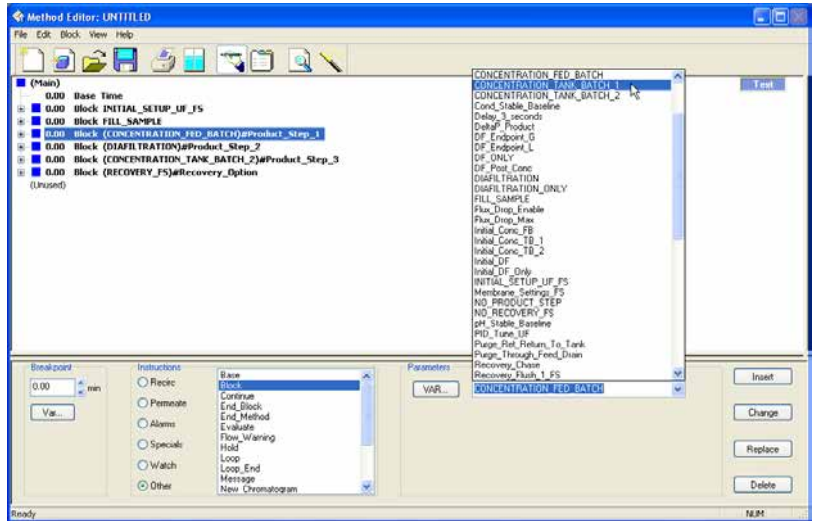 Method Editor: UNTITLED
File Edit Block View Help
(Main)
0.00 Base Time
0.00 Block INITIAL_SETUP_UF_FS
0.00 Block FILL_SAMPLE
0.00 Block (CONCENTRATION_FED_BATCH)#Product_Step_1
0.00 Block (DIAFILTRATION)#Product_Step_2
0.00 Block (CONCENTRATION_TANK_BATCH_2)#Product_Step_3
0.00 Block (RECOVERY_FS)#Recovery_Option
(Unused)
Text
CONCENTRATION_FED_BATCH
CONCENTRATION_TANK_BATCH_1
CONCENTRATION_TANK_BATCH_2
Cond_Stable_Baseline
Delay_3_seconds
DeltaP_Product
DF_Endpoint_G
DF_Endpoint_L
DF_ONLY
DF_Post_Conc
DIAFILTRATION
DIAFILTRATION_ONLY
FILL_SAMPLE
Flux_Drop_Enable
Flux_Drop_Max
Initial_Conc_FB
Initial_Conc_TB_1
Initial_Conc_TB_2
Initial_DF
Initial_DF_Only
INITIAL_SETUP_UF_FS
Membrane_Settings_FS
NO_PRODUCT_STEP
NO_RECOVERY_FS
pH_Stable_Baseline
PID_Tune_UF
Purge_Ret_Return_To_Tank
Purge_Through_Feed_Drain
Recovery_Chase
Recovery_Flush_1_FS
Breakpoint
0.00 min
Var...
Instructions
Recirc
Permeate
Alarms
Specials
Watch
Other
Base
Block
Continue
End_Block
End_Method
Evaluate
Flow_Warning
Hold
Loop
Loop_End
Message
New_Chromatogram
Parameters
VAR...
CONCENTRATION_FED_BATCH
Insert
Change
Replace
Delete
Ready
NUM